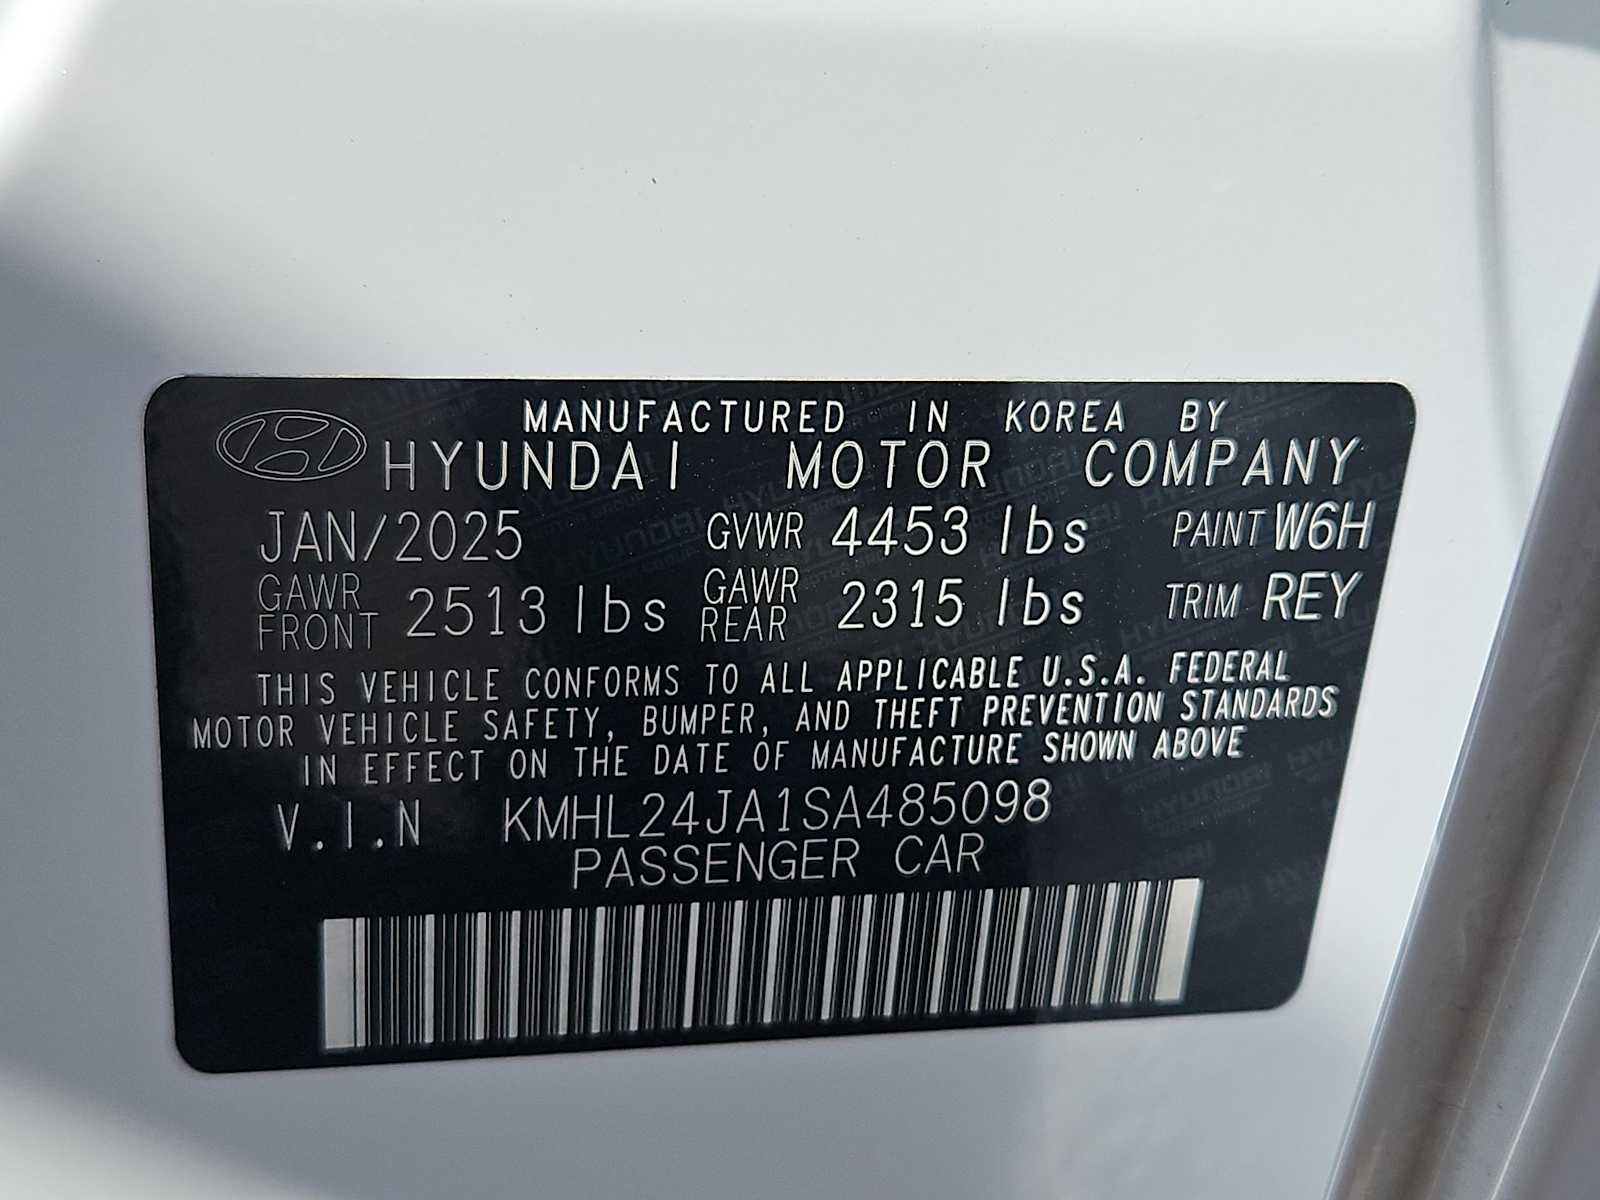 MANUFACTURED IN KOREA BY
HYUNDAI MOTOR COMPANY
JAN/2025 GVWR 4453 lbs PAINT W6H
GAWR FRONT 2513 lbs GAWR REAR 2315 lbs TRIM REY
THIS VEHICLE CONFORMS TO ALL APPLICABLE U.S.A. FEDERAL
MOTOR VEHICLE SAFETY, BUMPER, AND THEFT PREVENTION STANDARDS
IN EFFECT ON THE DATE OF MANUFACTURE SHOWN ABOVE
V.I.N KMHL24JA1SA485098
PASSENGER CAR